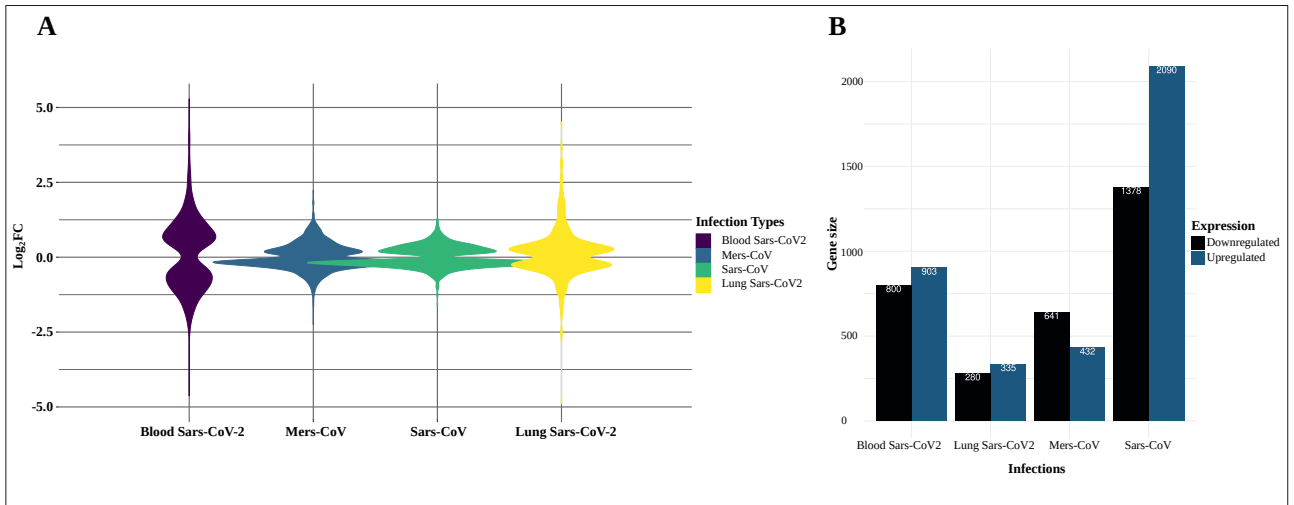 A
5.0
2.5
0.0
-2.5
-5.0
Log2FC
Blood Sars-CoV-2
Mers-CoV
Sars-CoV
Lung Sars-CoV-2
Infection Types
Blood Sars-CoV2
Mers-CoV
Sars-CoV
Lung Sars-CoV2
B
2000
1500
1000
500
0
Gene size
800
903
280
335
641
432
1378
2090
Blood Sars-CoV2
Lung Sars-CoV2
Mers-CoV
Sars-CoV
Infections
Expression
Downregulated
Upregulated